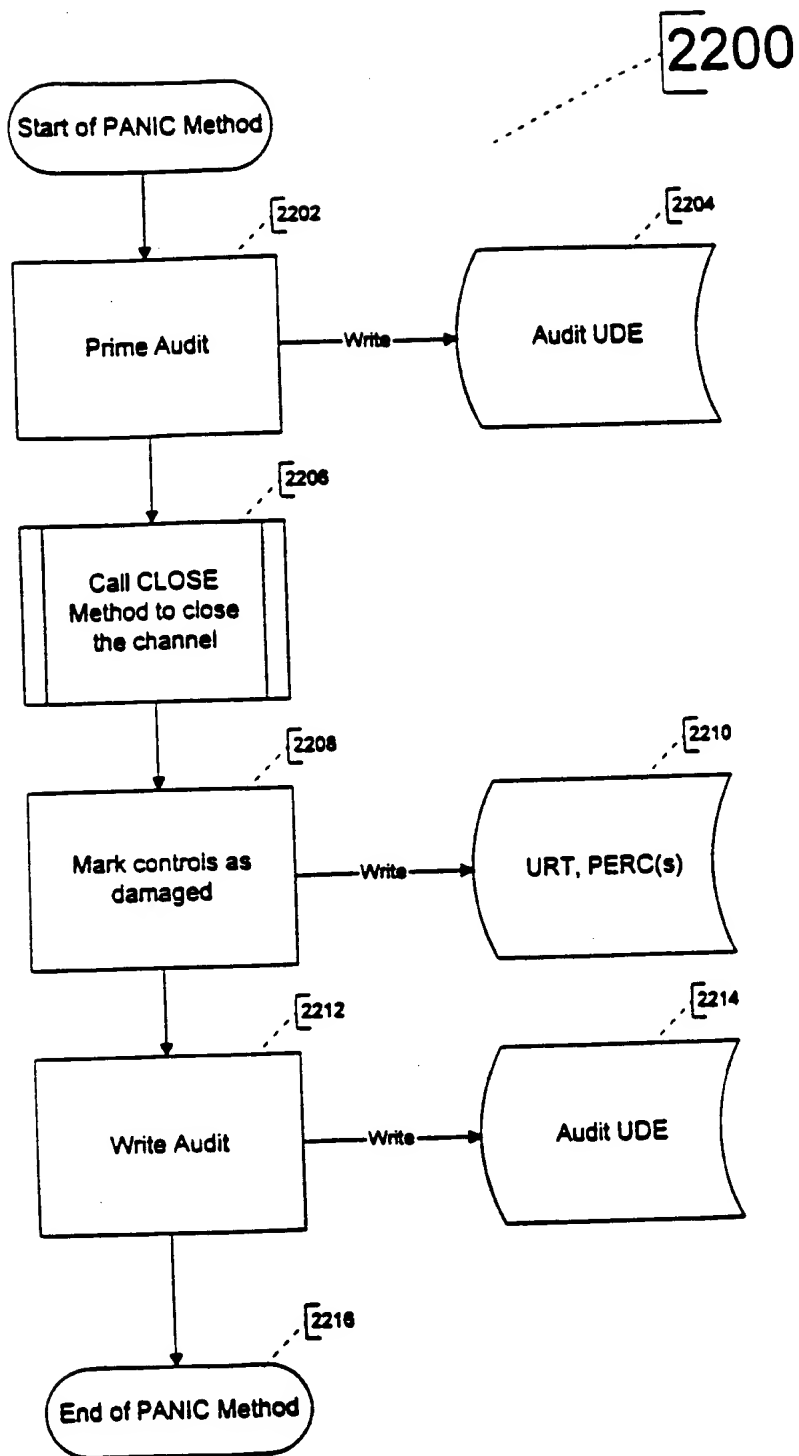 2200
Start of PANIC Method
2202
2204
Prime Audit
Write
Audit UDE
2206
Call CLOSE
Method to close
the channel
2208
2210
Mark controls as
damaged
Write
URT, PERC(s)
2212
2214
Write Audit
Write
Audit UDE
2216
End of PANIC Method